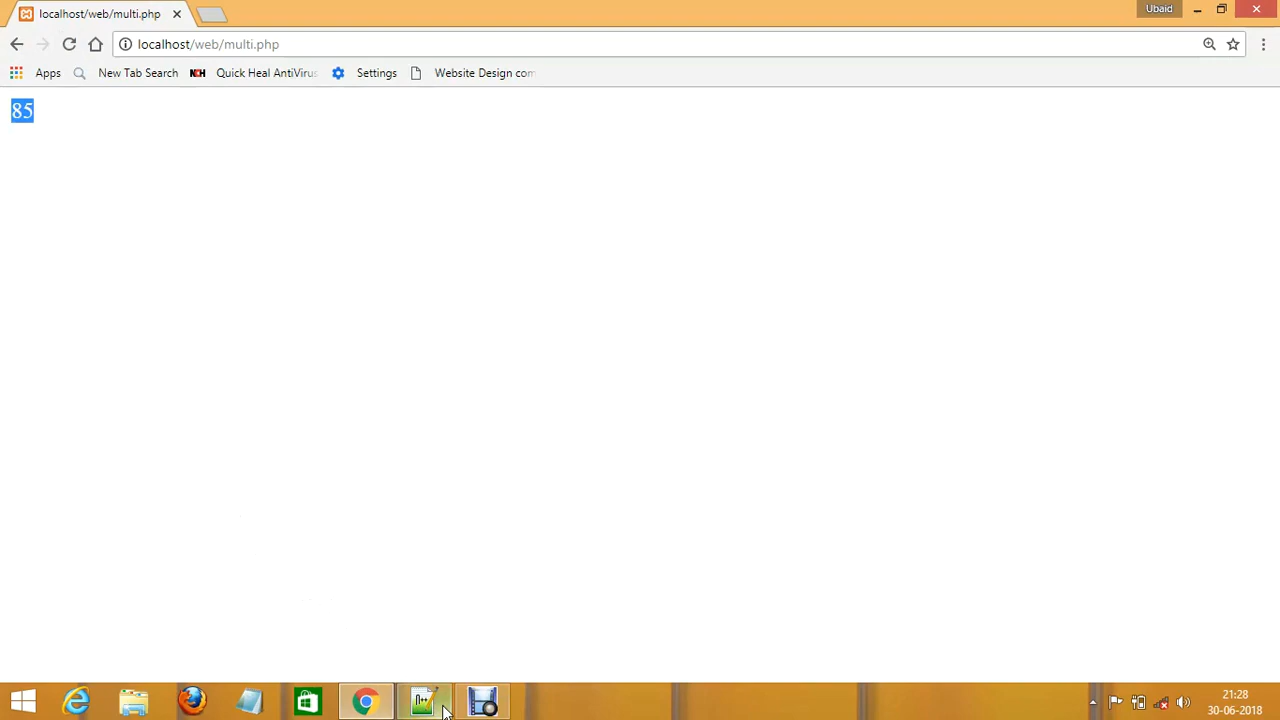 localhost/web/multi.php
Ubaid
localhost/web/multi.php
Apps New Tab Search Quick Heal AntiVirus Settings Website Design com
85
21:28
30-06-2018